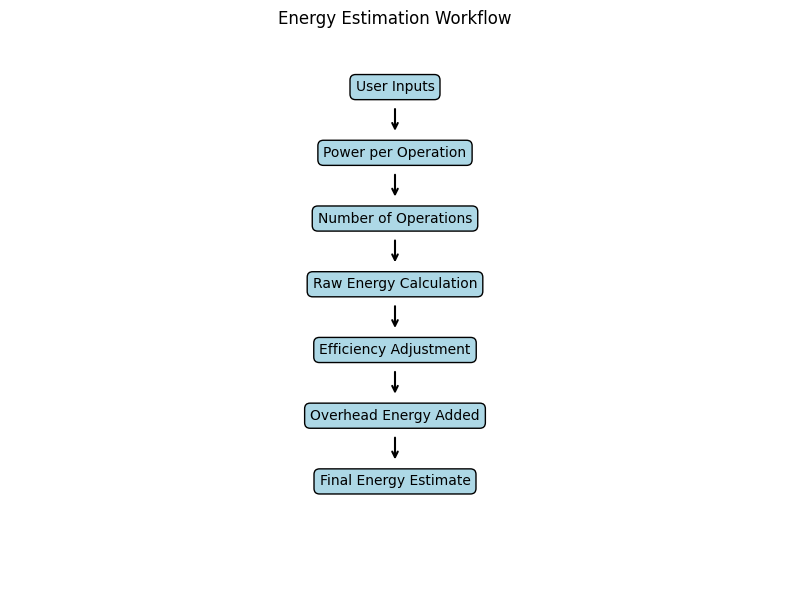 Energy Estimation Workflow
User Inputs
Power per Operation
Number of Operations
Raw Energy Calculation
Efficiency Adjustment
Overhead Energy Added
Final Energy Estimate